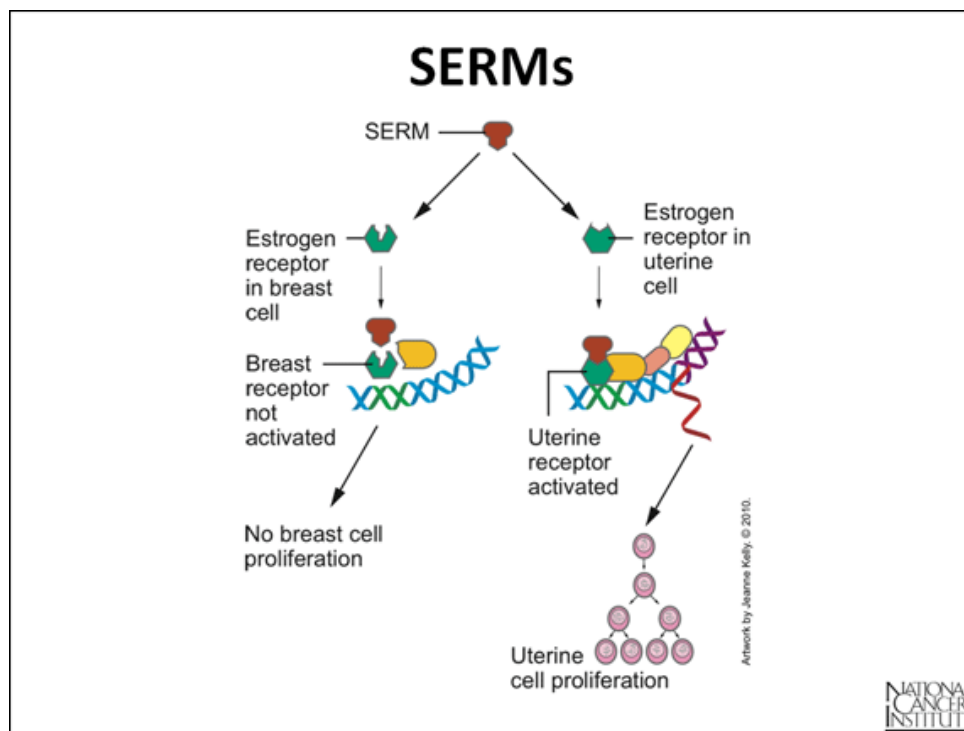 SERMs
SERM
Estrogen
receptor
in breast
cell
Estrogen
receptor in
uterine
cell
Breast
receptor
not
activated
Uterine
receptor
activated
No breast cell
proliferation
Uterine
cell proliferation
Artwork by Jeanne Kelly. © 2010.
NATIONAL
CANCER
INSTITUTE